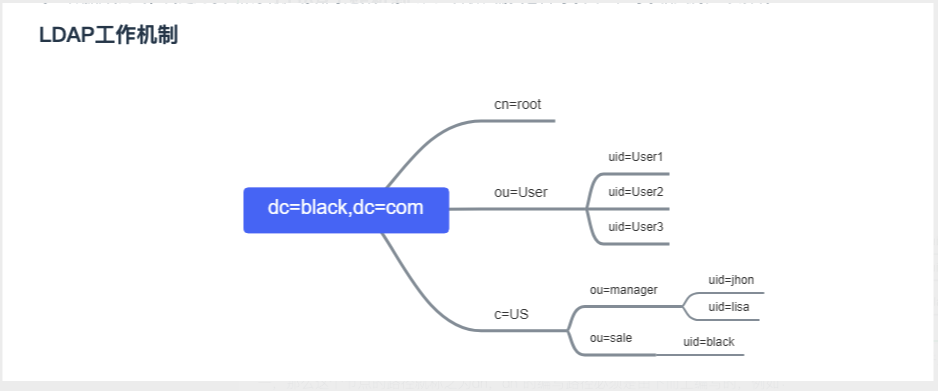 LDAP工作机制
cn=root
dc=black,dc=com
ou=User
uid=User1
uid=User2
uid=User3
c=US
ou=manager
uid=jhon
uid=lisa
ou=sale
uid=black